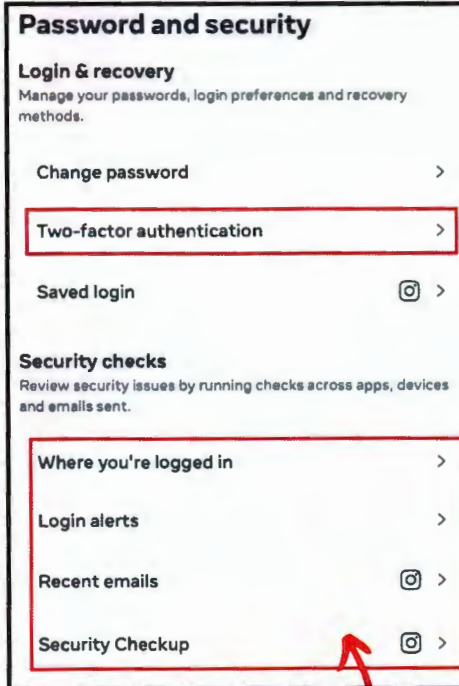 Password and security
Login & recovery
Manage your passwords, login preferences and recovery
methods.
Change password
Two-factor authentication
Saved login
Security checks
Review security issues by running checks across apps, devices
and emails sent.
Where you're logged in
Login alerts
Recent emails
Security Checkup